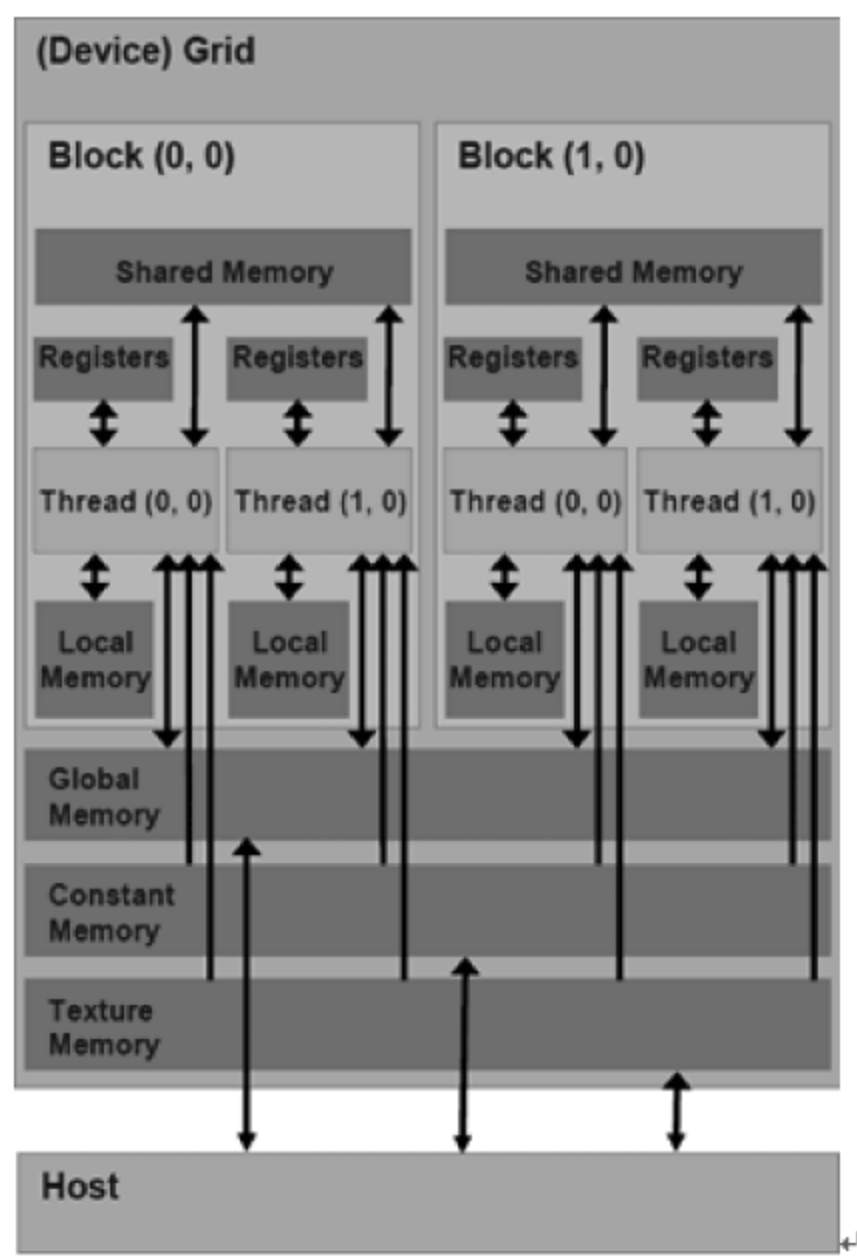 (Device) Grid
Block (0, 0)
Block (1, 0)
Shared Memory
Shared Memory
Registers
Registers
Registers
Registers
Thread (0, 0)
Thread (1, 0)
Thread (0, 0)
Thread (1, 0)
Local
Memory
Local
Memory
Local
Memory
Local
Memory
Global
Memory
Constant
Memory
Texture
Memory
Host